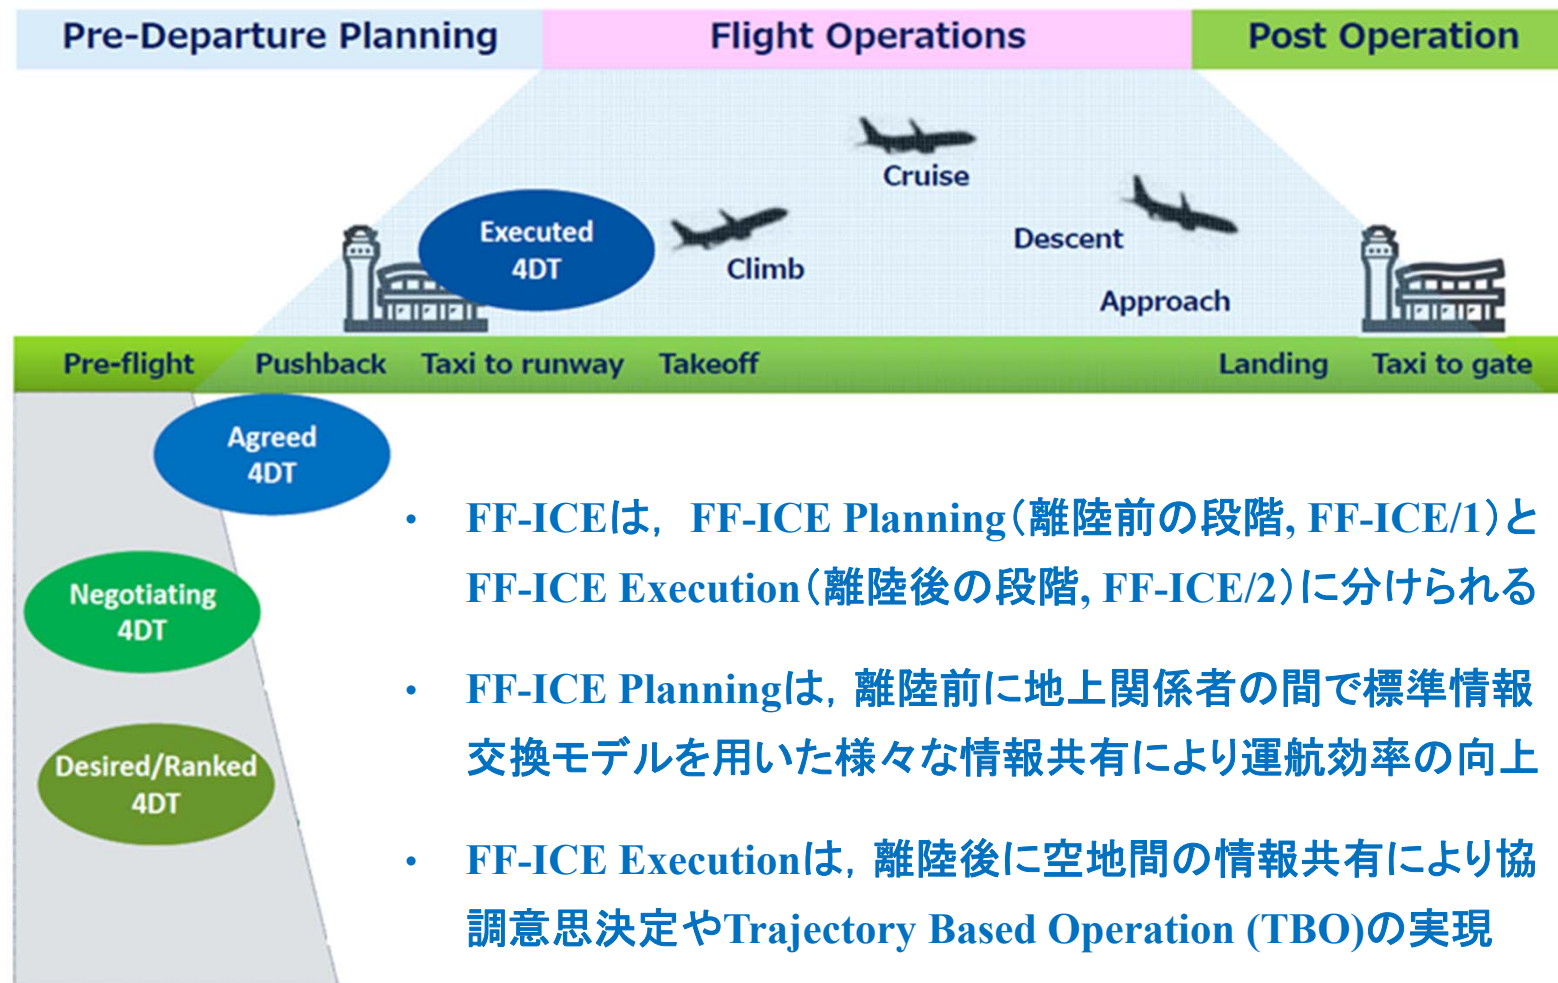 Pre-Departure Planning
Flight Operations
Post Operation
Cruise
Executed
4DT
Climb
Descent
Approach
Pre-flight
Pushback
Taxi to runway
Takeoff
Landing
Taxi to gate
Agreed
4DT
Negotiating
4DT
Desired/Ranked
4DT
• FF-ICEは, FF-ICE Planning（離陸前の段階, FF-ICE/1）と
FF-ICE Execution（離陸後の段階, FF-ICE/2）に分けられる
• FF-ICE Planningは, 離陸前に地上関係者の間で標準情報
交換モデルを用いた様々な情報共有により運航効率の向上
• FF-ICE Executionは, 離陸後に空地間の情報共有により協
調意思決定やTrajectory Based Operation (TBO)の実現